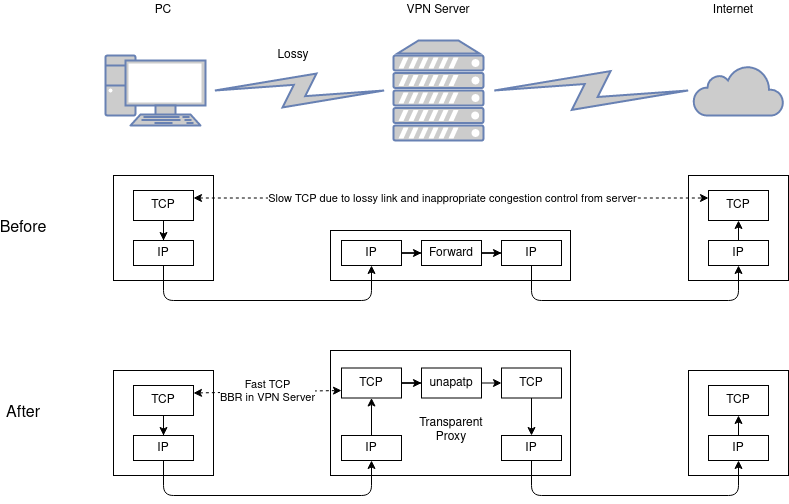 PC
VPN Server
Internet
Lossy
Before
TCP
Slow TCP due to lossy link and inappropriate congestion control from server
TCP
IP
IP
Forward
IP
IP
After
TCP
Fast TCP
BBR in VPN Server
TCP
unapatp
TCP
TCP
Transparent
Proxy
IP
IP
IP
IP